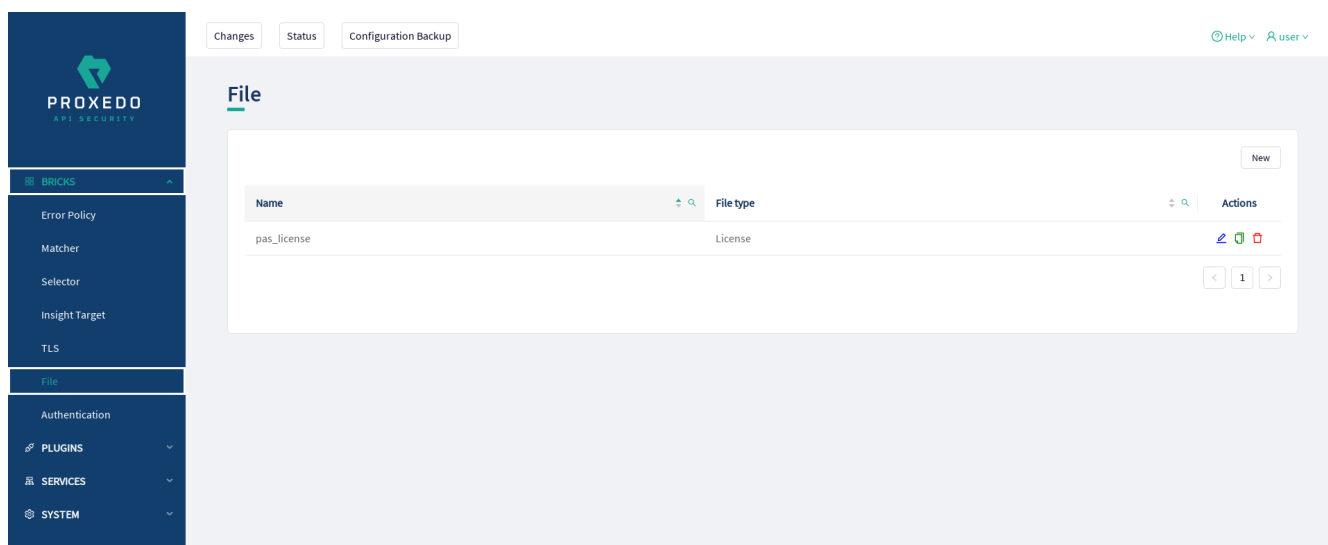 Changes Status Configuration Backup Help user
PROXEDO
API SECURITY
File
New
BRICKS
Error Policy
Matcher
Selector
Insight Target
TLS
File
Authentication
PLUGINS
SERVICES
SYSTEM
Name File type Actions
pas_license License
1